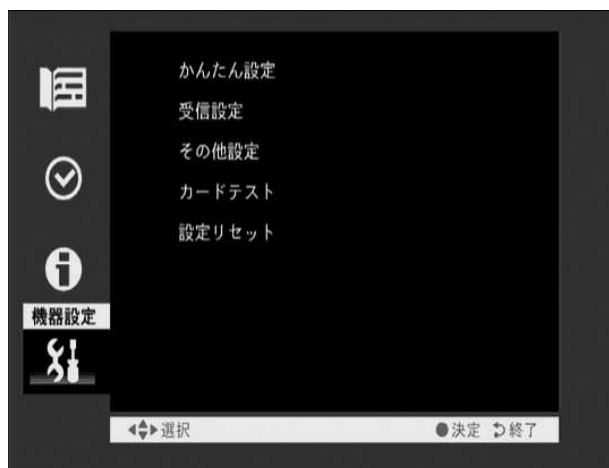 かんたん設定
受信設定
その他設定
カードテスト
設定リセット
機器設定
選択
決定 終了